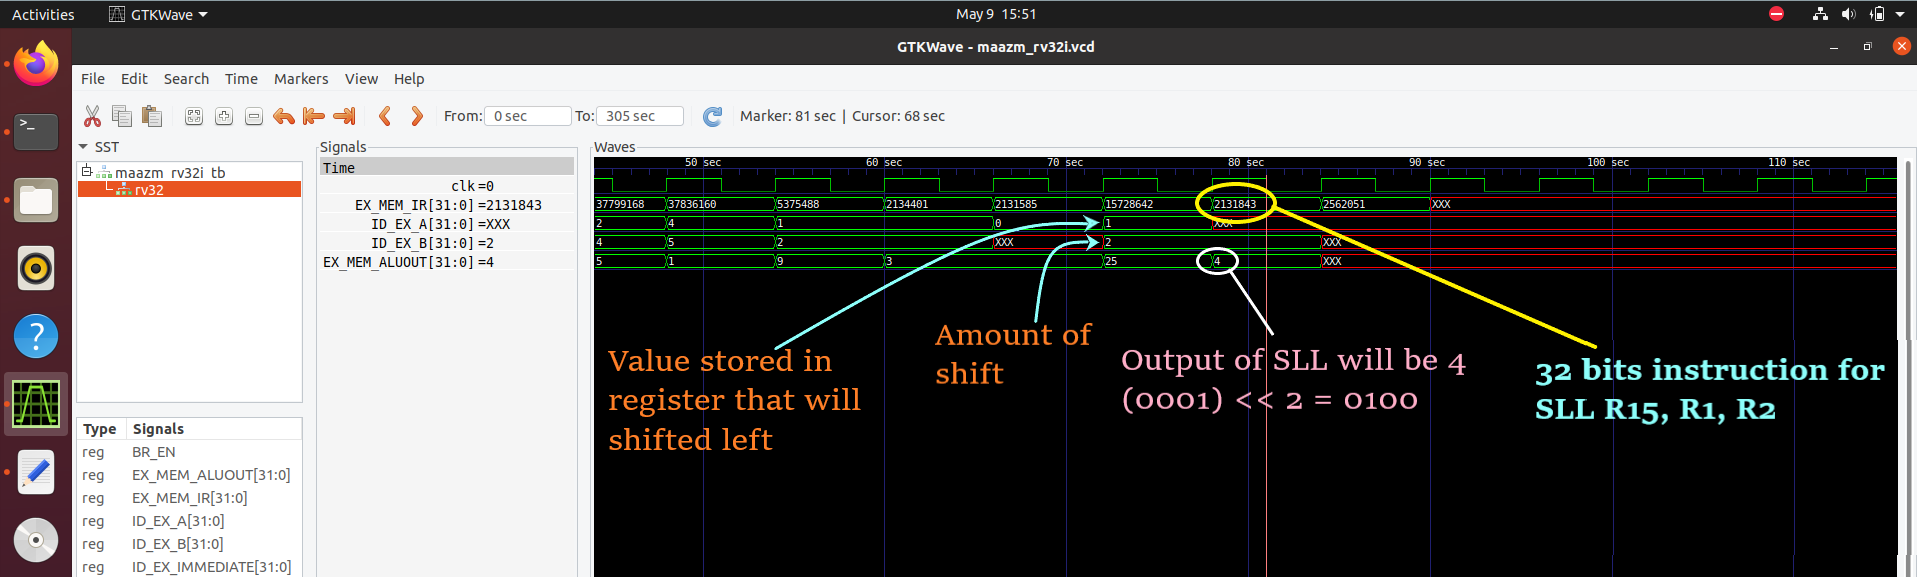 Activities GTKWave May 9 15:51
GTKWave - maazm_rv32i.vcd
File Edit Search Time Markers View Help
From: 0 sec To: 305 sec Marker: 81 sec | Cursor: 68 sec
SST
maazm_rv32i_tb
rv32
Type Signals
reg BR_EN
reg EX_MEM_ALUOUT[31:0]
reg EX_MEM_IR[31:0]
reg ID_EX_A[31:0]
reg ID_EX_B[31:0]
reg ID_EX_IMMEDIATE[31:0]
Signals
Time
clk =0
EX_MEM_IR[31:0] =2131843
ID_EX_A[31:0] =XXX
ID_EX_B[31:0] =2
EX_MEM_ALUOUT[31:0] =4
Waves
50 sec 60 sec 70 sec 80 sec 90 sec 100 sec 110 sec
37799168 37836160 5375488 2134401 2131585 15728642 2131843 2562051 XXX
2 4 1 0 1 XXX
4 5 2 XXX 2 XXX
5 1 9 3 25 4 XXX
Value stored in
register that will
shifted left
Amount of
shift
Output of SLL will be 4
(0001) << 2 = 0100
32 bits instruction for
SLL R15, R1, R2
>_
?